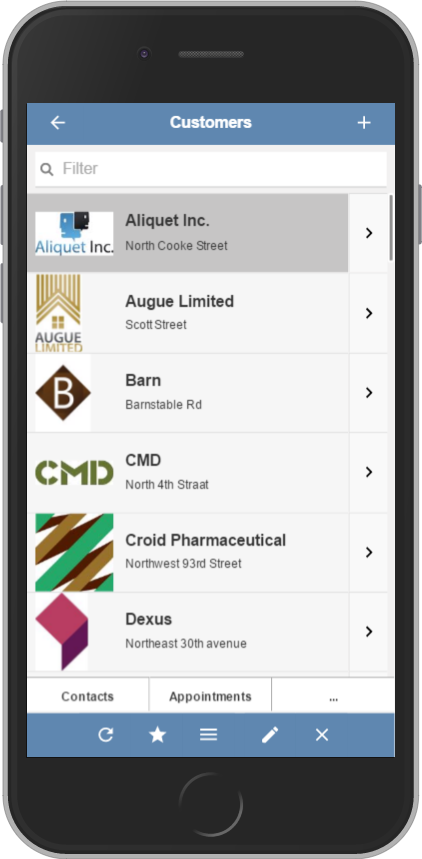 Customers
Filter
Aliquet Inc.
Aliquet Inc.
North Cooke Street
AUGUE
LIMITED
Augue Limited
Scott Street
B
Barn
Barnstable Rd
CMD
CMD
North 4th Straat
Croid Pharmaceutical
Northwest 93rd Street
Dexus
Northeast 30th avenue
Contacts
Appointments
...